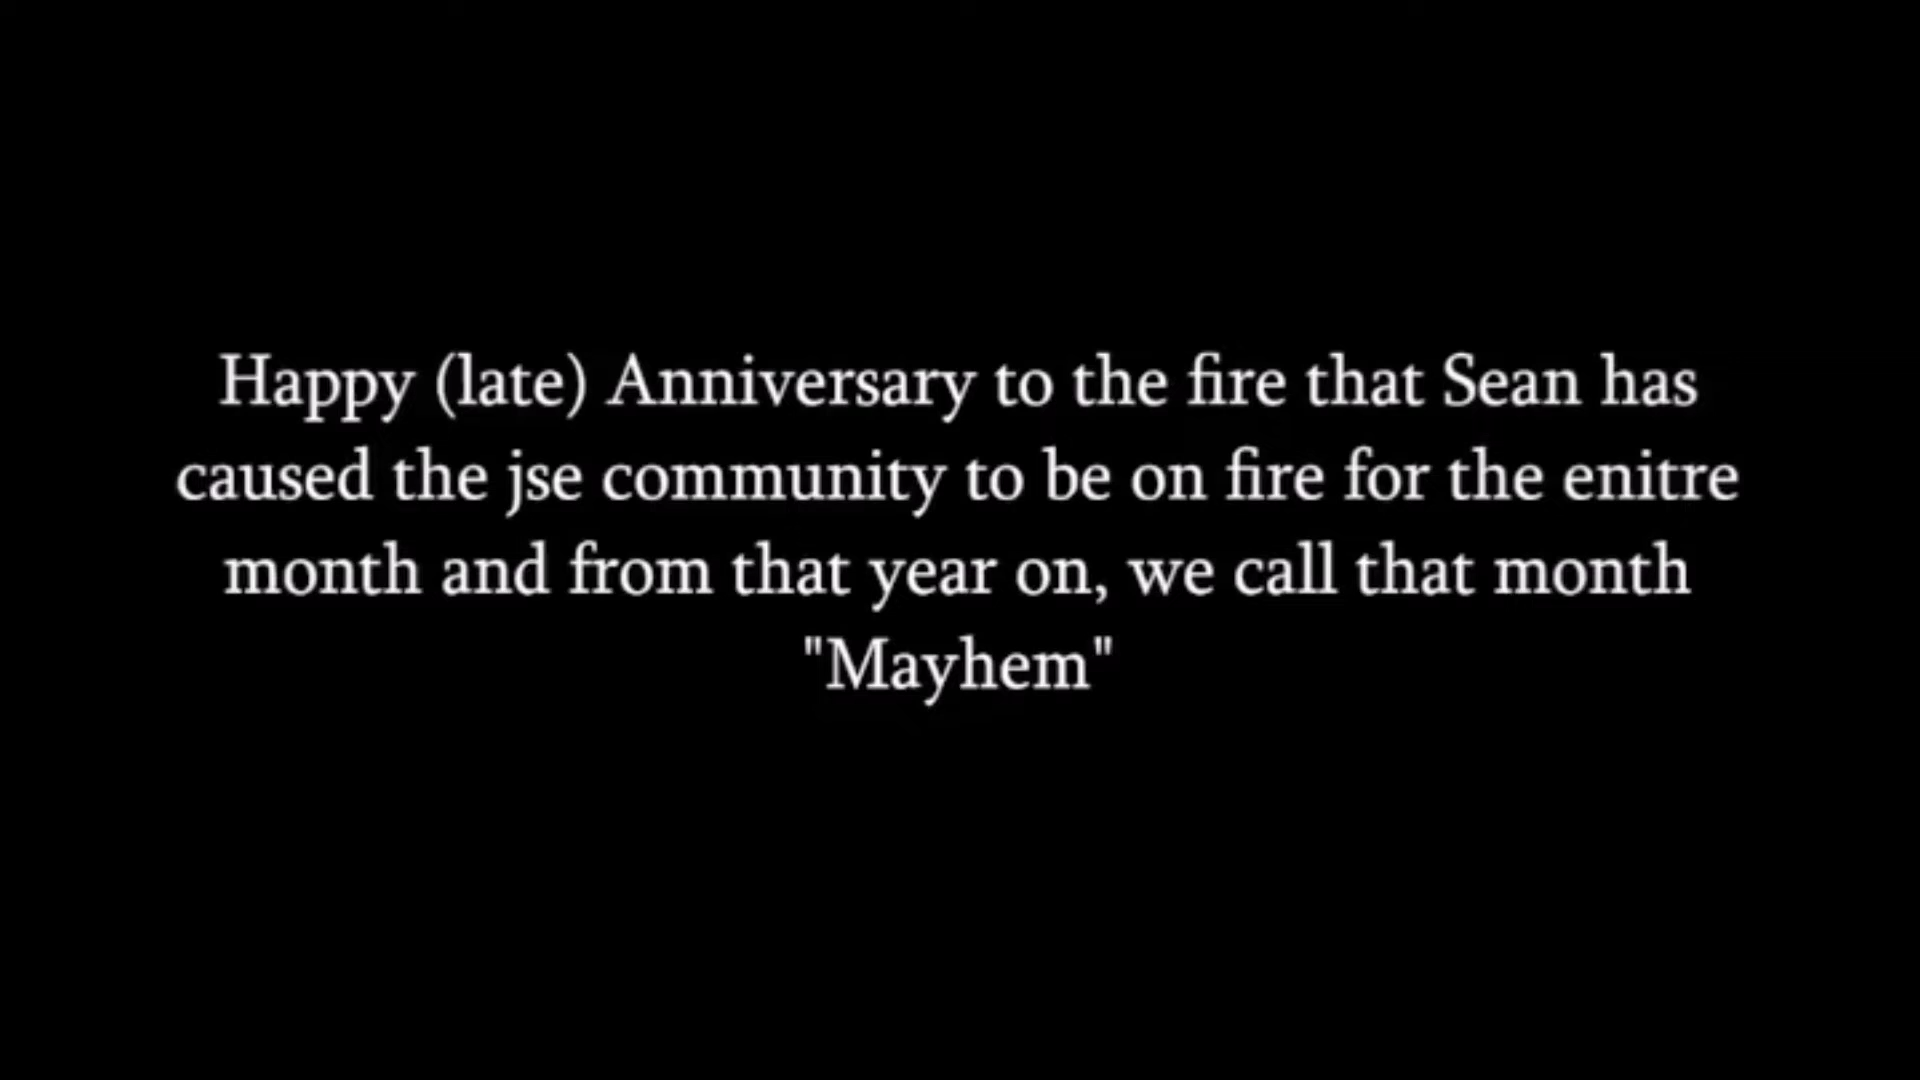 Happy (late) Anniversary to the fire that Sean has
caused the jse community to be on fire for the enitre
month and from that year on, we call that month
"Mayhem"